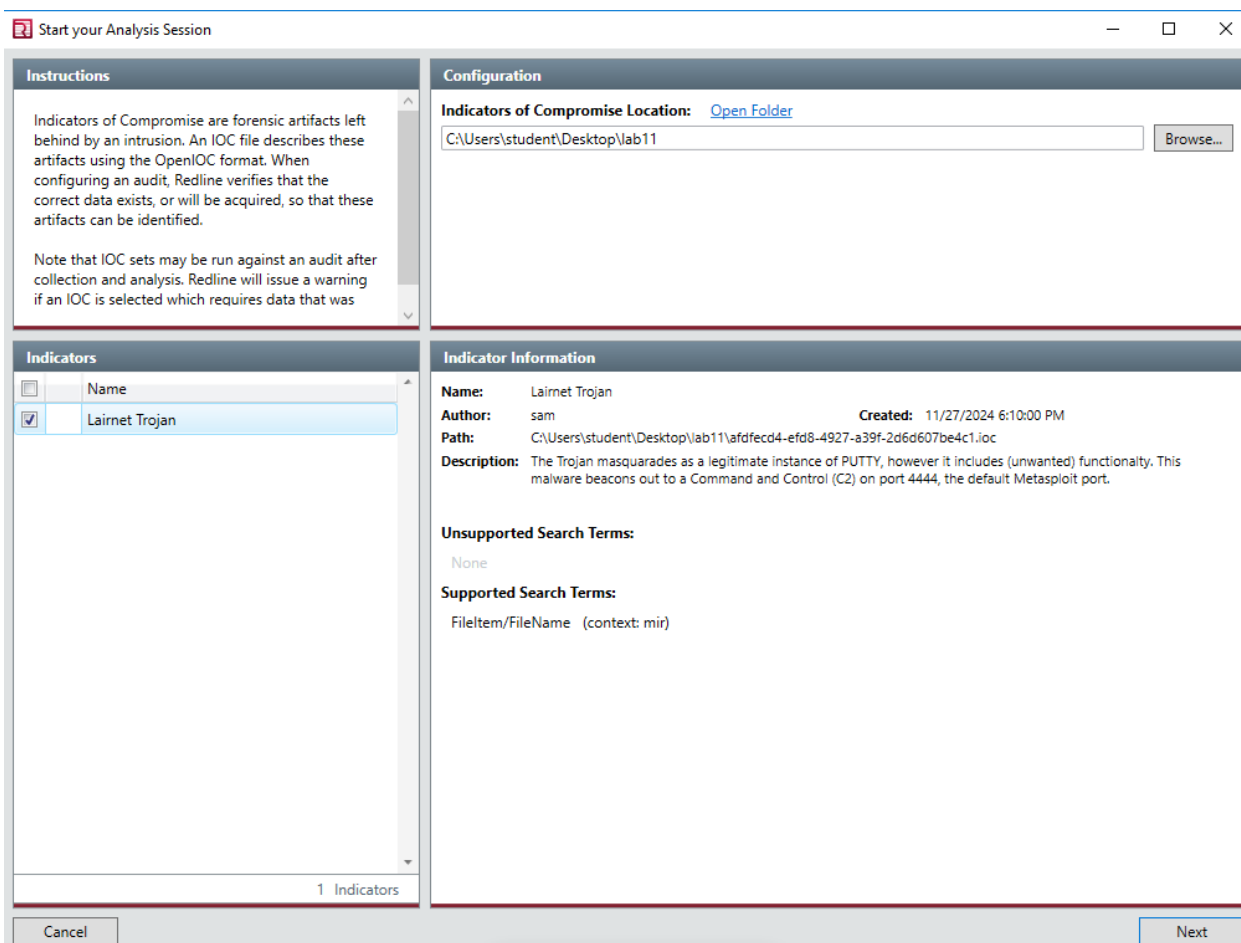 Start your Analysis Session
Instructions
Indicators of Compromise are forensic artifacts left
behind by an intrusion. An IOC file describes these
artifacts using the OpenIOC format. When
configuring an audit, Redline verifies that the
correct data exists, or will be acquired, so that these
artifacts can be identified.
Note that IOC sets may be run against an audit after
collection and analysis. Redline will issue a warning
if an IOC is selected which requires data that was
Configuration
Indicators of Compromise Location: Open Folder
C:\Users\student\Desktop\lab11 Browse...
Indicators
Name
Lairnet Trojan
1 Indicators
Indicator Information
Name: Lairnet Trojan
Author: sam Created: 11/27/2024 6:10:00 PM
Path: C:\Users\student\Desktop\lab11\afdfecd4-efd8-4927-a39f-2d6d607be4c1.ioc
Description: The Trojan masquarades as a legitimate instance of PUTTY, however it includes (unwanted) functionalty. This
malware beacons out to a Command and Control (C2) on port 4444, the default Metasploit port.
Unsupported Search Terms:
None
Supported Search Terms:
FileItem/FileName (context: mir)
Cancel Next